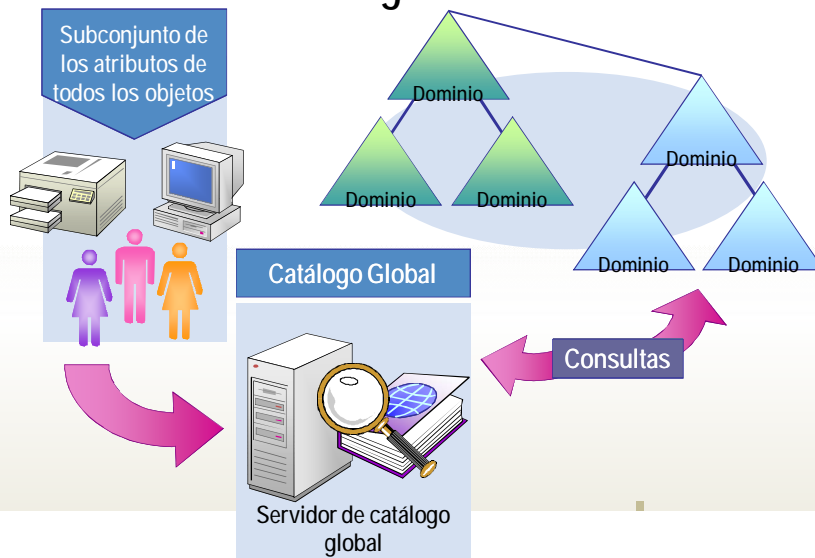 Subconjunto de
los atributos de
todos los objetos
Dominio
Dominio
Dominio
Dominio
Dominio
Dominio
Catálogo Global
Consultas
Servidor de catálogo
global